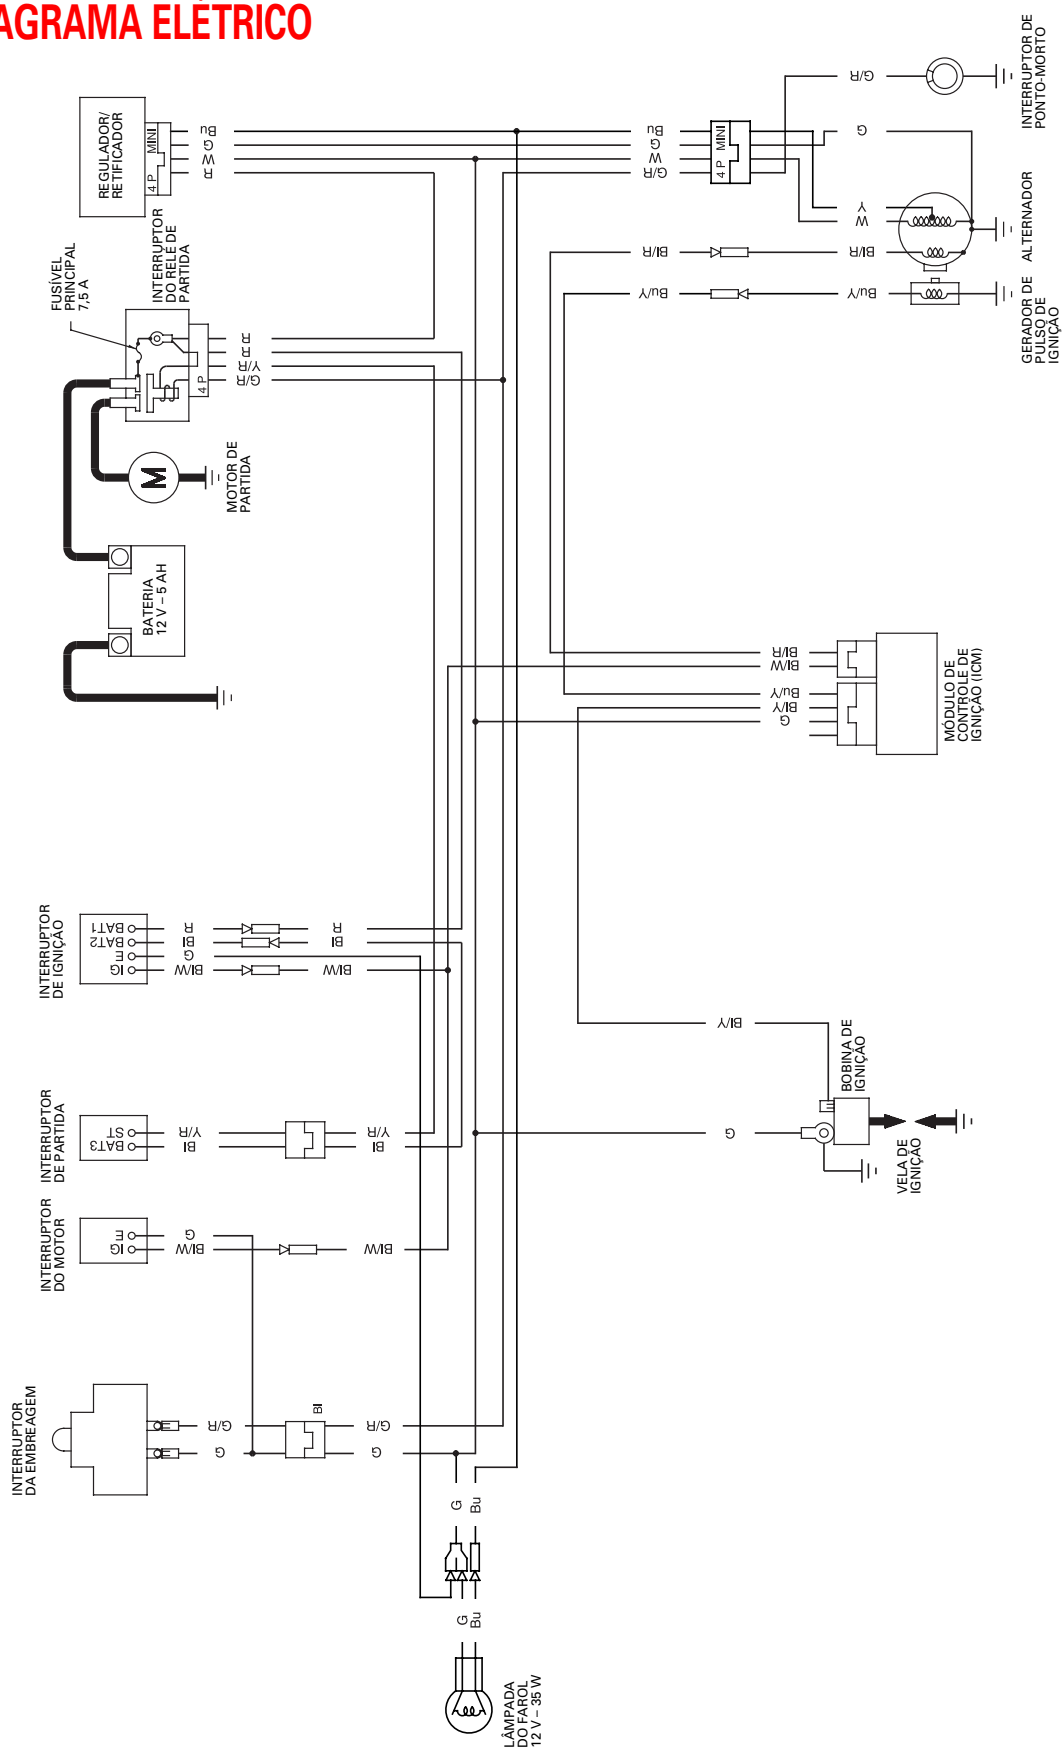 AGRAMA ELÉTRICO
INTERRUPTOR DE
PONTO-MORTO
G/R
REGULADOR/
RETIFICADOR
4 P MINI
Bu
G
W
R
Bu
G
W
G/R
4 P MINI
G
ALTERNADOR
Y
W
Bl/R
Bl/R
Bu/Y
Bu/Y
GERADOR DE
PULSO DE
IGNIÇÃO
INTERRUPTOR
DO RELÉ DE
PARTIDA
FUSÍVEL
PRINCIPAL
7,5 A
4 P
R
R
Y/R
G/R
M
MOTOR DE
PARTIDA
BATERIA
12 V – 5 AH
Bl/R
Bl/W
Bu/Y
Bl/Y
G
MÓDULO DE
CONTROLE DE
IGNIÇÃO (ICM)
INTERRUPTOR
DE IGNIÇÃO
BAT1
BAT2
E
IG
R
Bl
G
Bl/W
R
Bl
Bl/W
Bl/Y
BOBINA DE
IGNIÇÃO
G
VELA DE
IGNIÇÃO
INTERRUPTOR
DE PARTIDA
ST
BAT3
Y/R
Bl
Y/R
Bl
INTERRUPTOR
DO MOTOR
E
IG
G
Bl/W
Bl/W
INTERRUPTOR
DA EMBREAGEM
G/R
G
Bl
G/R
G
G
Bu
G
Bu
LÂMPADA
DO FAROL
12 V – 35 W